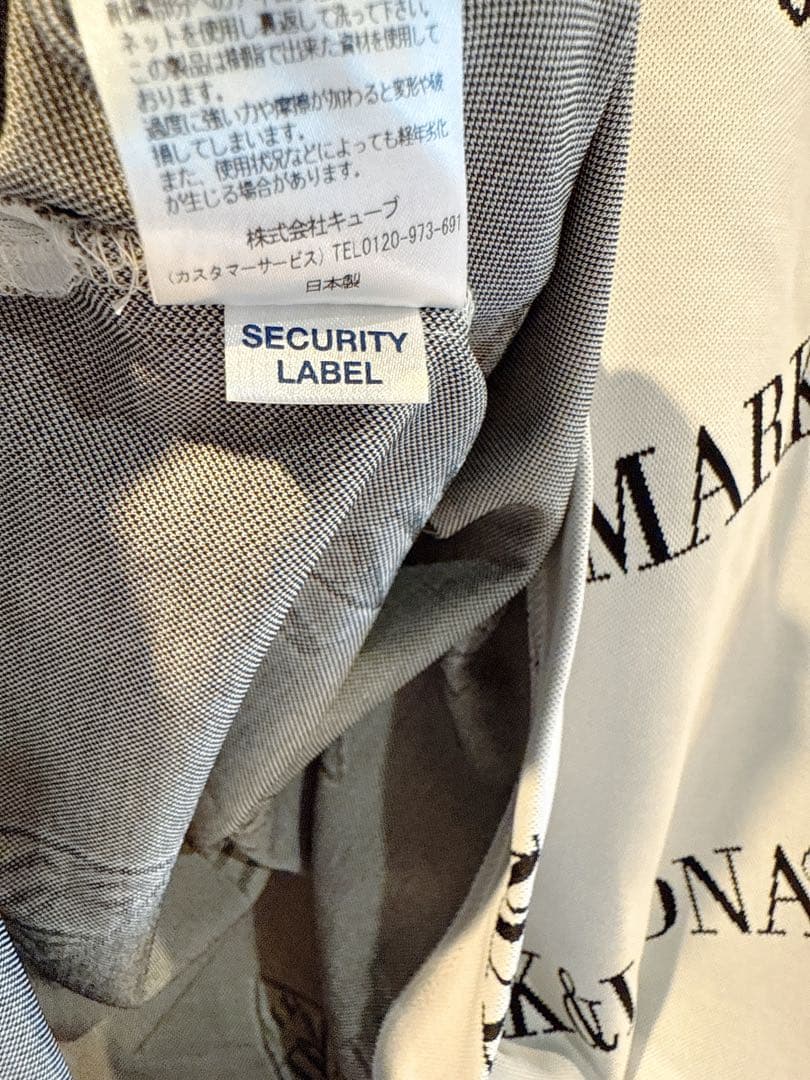 ネットを使用し裏返して洗って下さい。
この製品は樹脂で出来た資材を使用して
おります。
過度に強い力や摩擦が加わると変形や破
損してしまいます。
また、使用状況などによっても経年劣化
が生じる場合があります。
株式会社キューブ
(カスタマーサービス) TEL0120-973-691
日本製
SECURITY
LABEL
MARK
ONA
K&